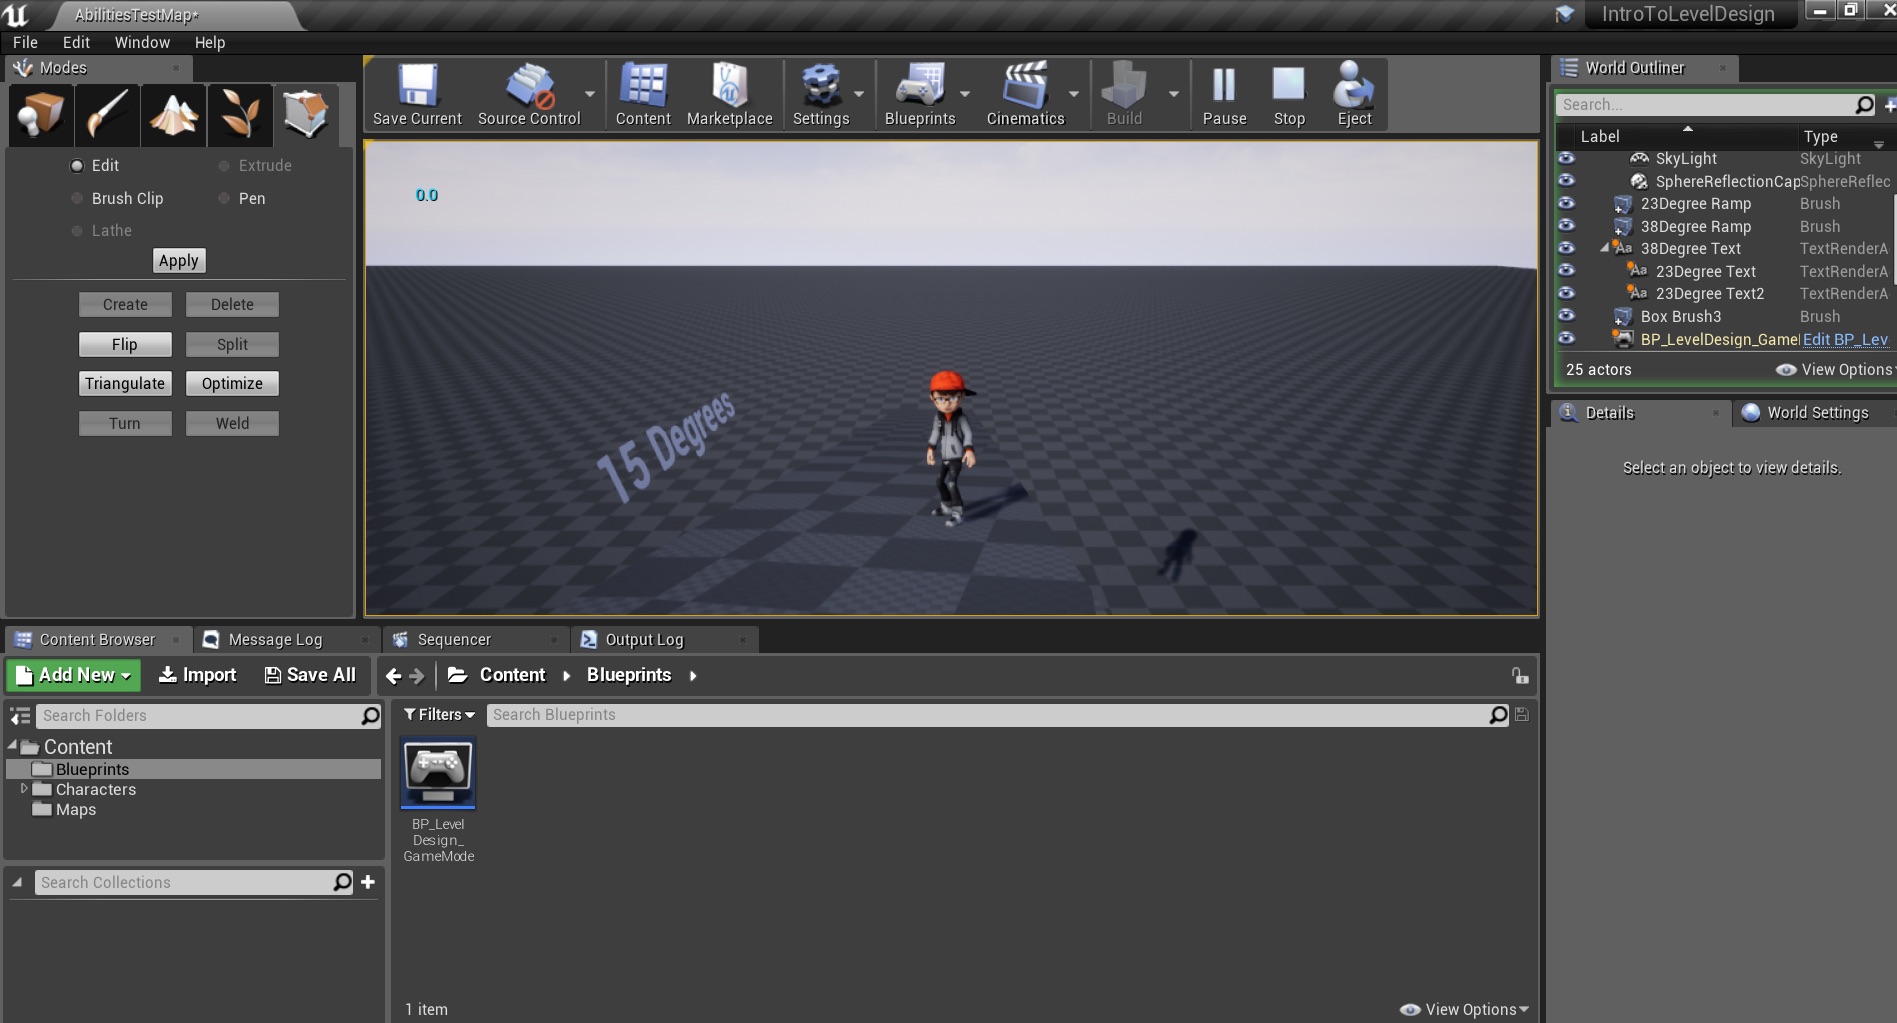 AbilitiesTestMap*
IntroToLevelDesign
File Edit Window Help
Modes
Save Current
Source Control
Content
Marketplace
Settings
Blueprints
Cinematics
Build
Pause
Stop
Eject
Edit
Extrude
Brush Clip
Pen
Lathe
Apply
Create
Delete
Flip
Split
Triangulate
Optimize
Turn
Weld
0.0
15 Degrees
World Outliner
Search...
Label Type
SkyLight SkyLight
SphereReflectionCap SphereReflec
23Degree Ramp Brush
38Degree Ramp Brush
38Degree Text TextRenderA
23Degree Text TextRenderA
23Degree Text2 TextRenderA
Box Brush3 Brush
BP_LevelDesign_Game Edit BP_Lev
25 actors
View Options
Details
World Settings
Select an object to view details.
Content Browser
Message Log
Sequencer
Output Log
Add New
Import
Save All
Content
Blueprints
Search Folders
Filters
Search Blueprints
Content
Blueprints
Characters
Maps
Search Collections
BP_Level
Design_
GameMode
1 item
View Options